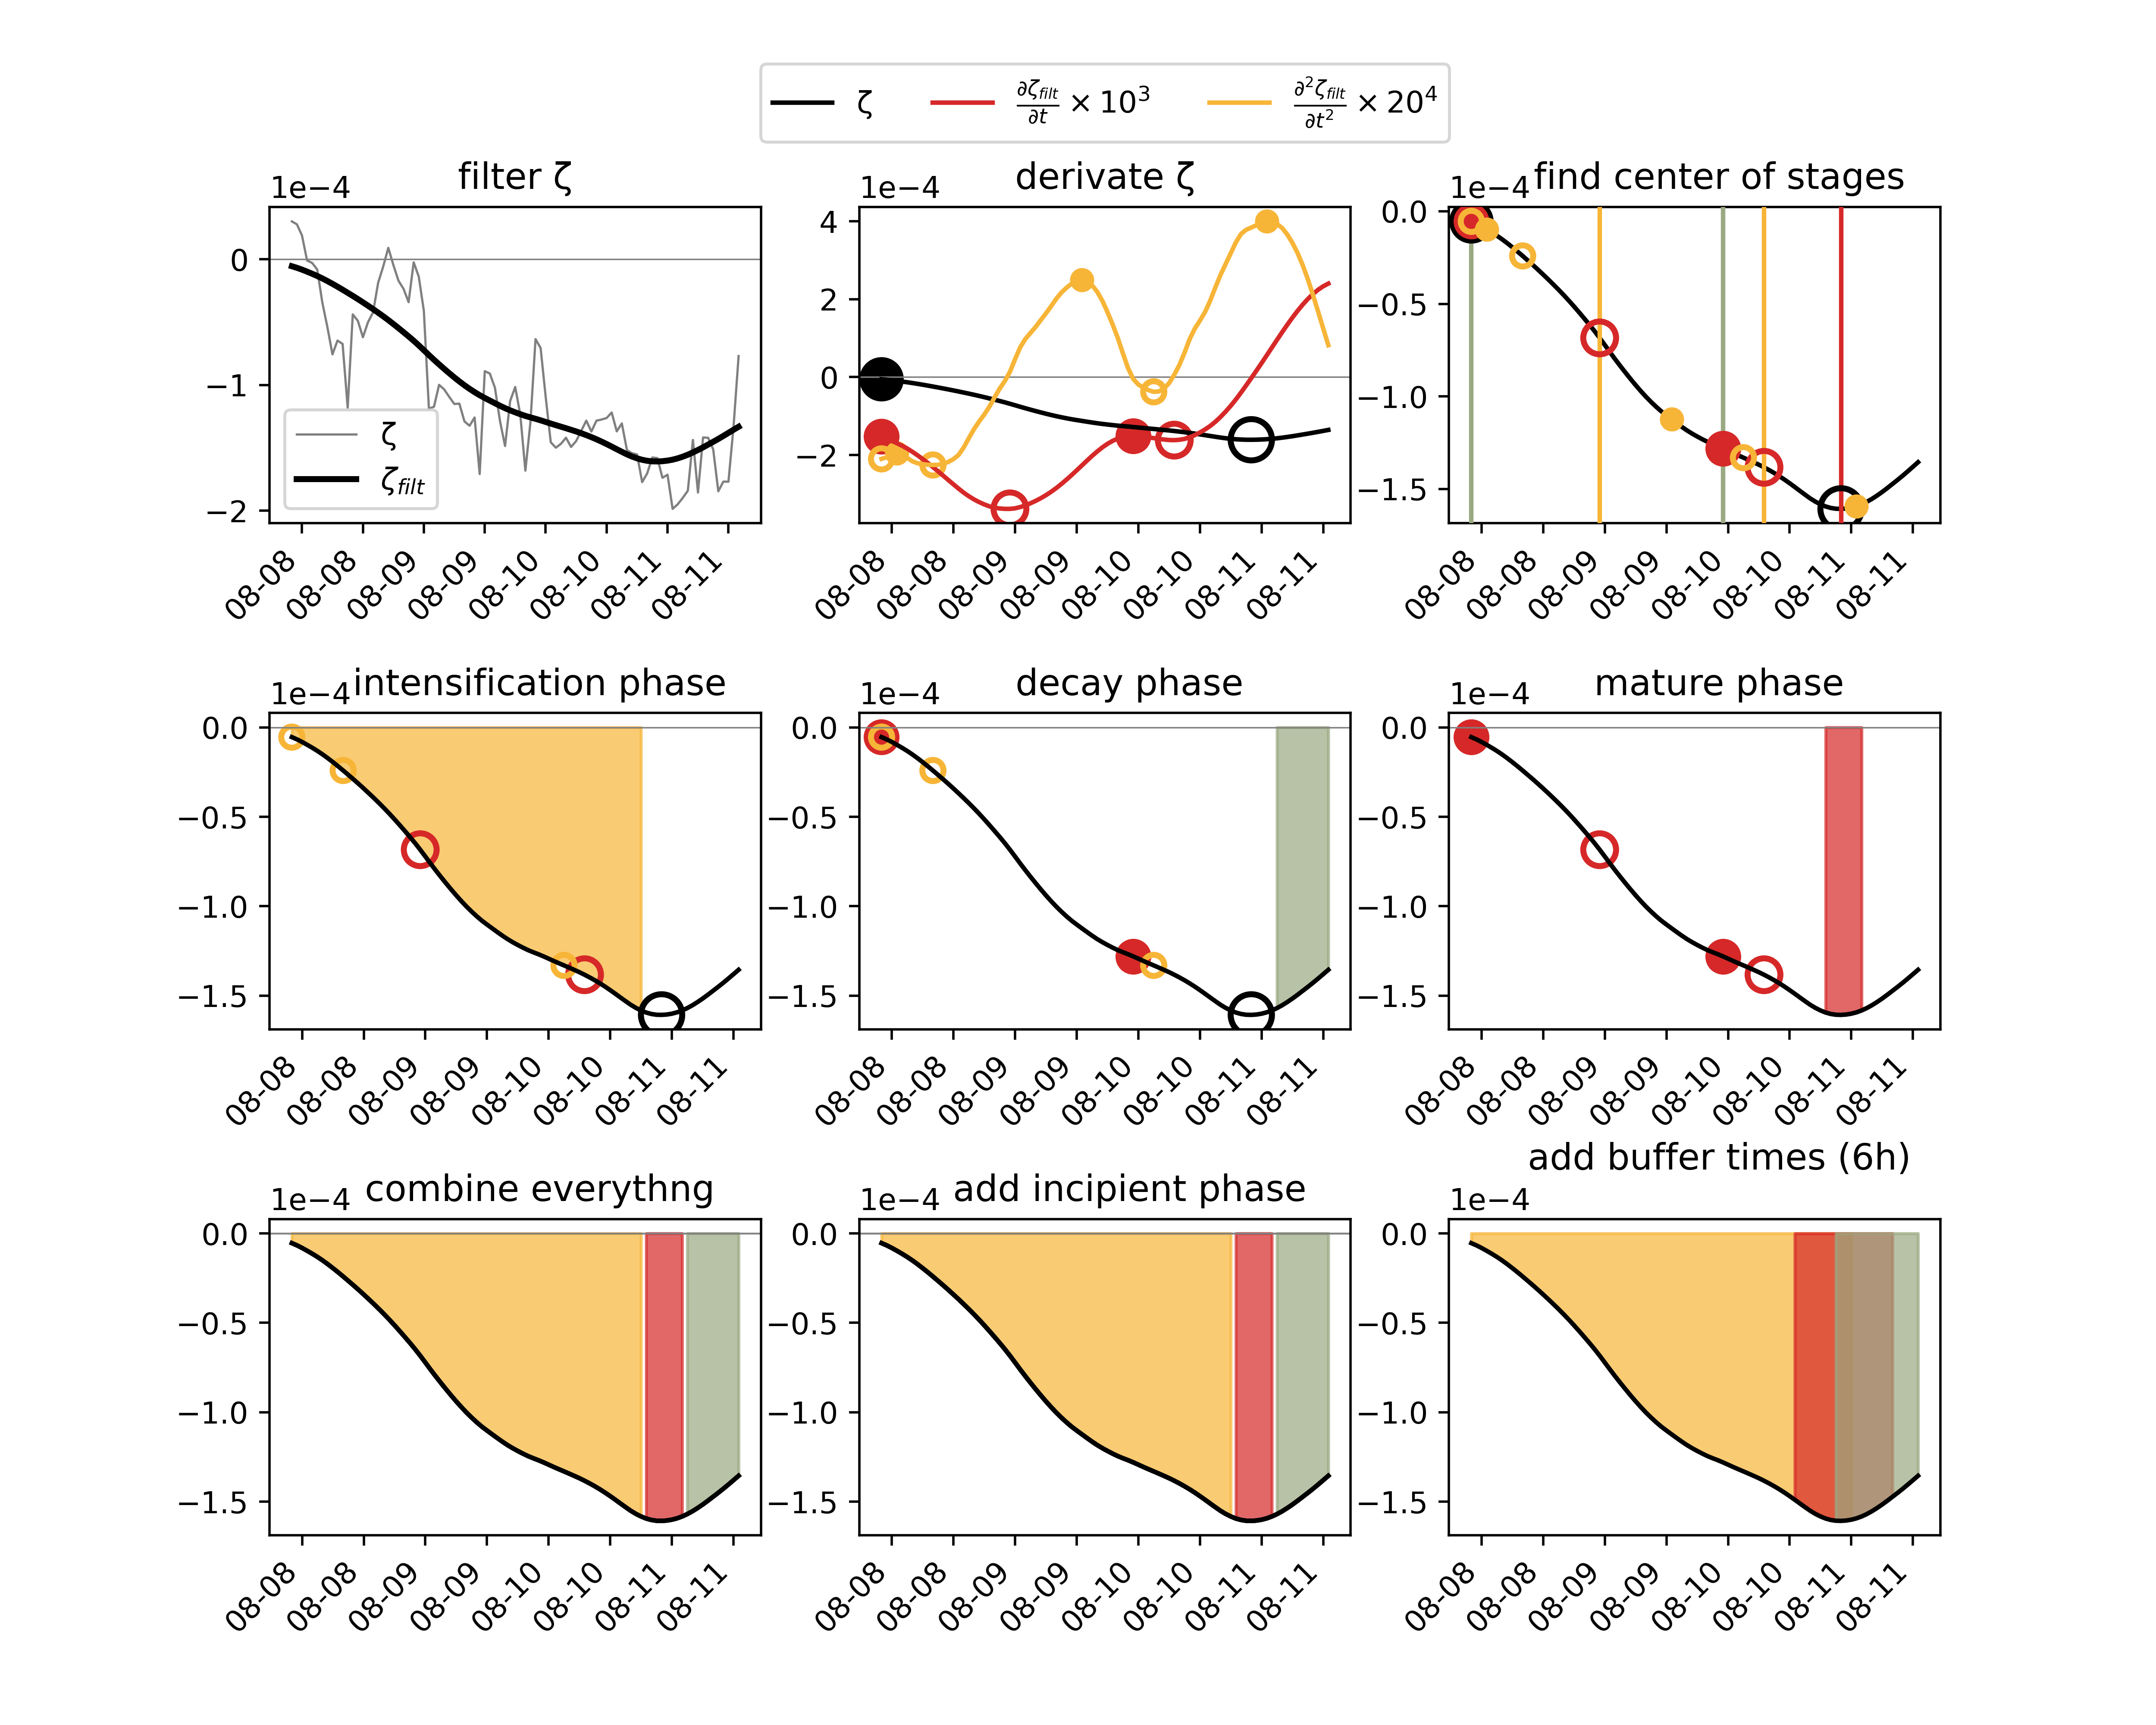 ζ ∂ζ_filt/∂t × 10³ ∂²ζ_filt/∂t² × 20⁴
filter ζ
1e−4
0
−1
−2
ζ
ζ_filt
08-08 08-08 08-09 08-09 08-10 08-10 08-11 08-11
derivate ζ
1e−4
4
2
0
−2
08-08 08-08 08-09 08-09 08-10 08-10 08-11 08-11
find center of stages
1e−4
0.0
−0.5
−1.0
−1.5
08-08 08-08 08-09 08-09 08-10 08-10 08-11 08-11
intensification phase
1e−4
0.0
−0.5
−1.0
−1.5
08-08 08-08 08-09 08-09 08-10 08-10 08-11 08-11
decay phase
1e−4
0.0
−0.5
−1.0
−1.5
08-08 08-08 08-09 08-09 08-10 08-10 08-11 08-11
mature phase
1e−4
0.0
−0.5
−1.0
−1.5
08-08 08-08 08-09 08-09 08-10 08-10 08-11 08-11
combine everythng
1e−4
0.0
−0.5
−1.0
−1.5
08-08 08-08 08-09 08-09 08-10 08-10 08-11 08-11
add incipient phase
1e−4
0.0
−0.5
−1.0
−1.5
08-08 08-08 08-09 08-09 08-10 08-10 08-11 08-11
add buffer times (6h)
1e−4
0.0
−0.5
−1.0
−1.5
08-08 08-08 08-09 08-09 08-10 08-10 08-11 08-11